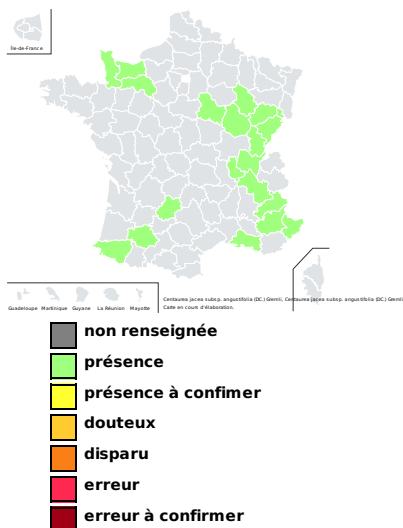 Île-de-France
Guadeloupe Martinique Guyane La Réunion Mayotte
Centaurea jacea subsp. angustifolia (DC.) Gremli, Centaurea jacea subsp. angustifolia (DC.) Gremli
Carte en cours d'élaboration.
non renseignée
présence
présence à confimer
douteux
disparu
erreur
erreur à confirmer